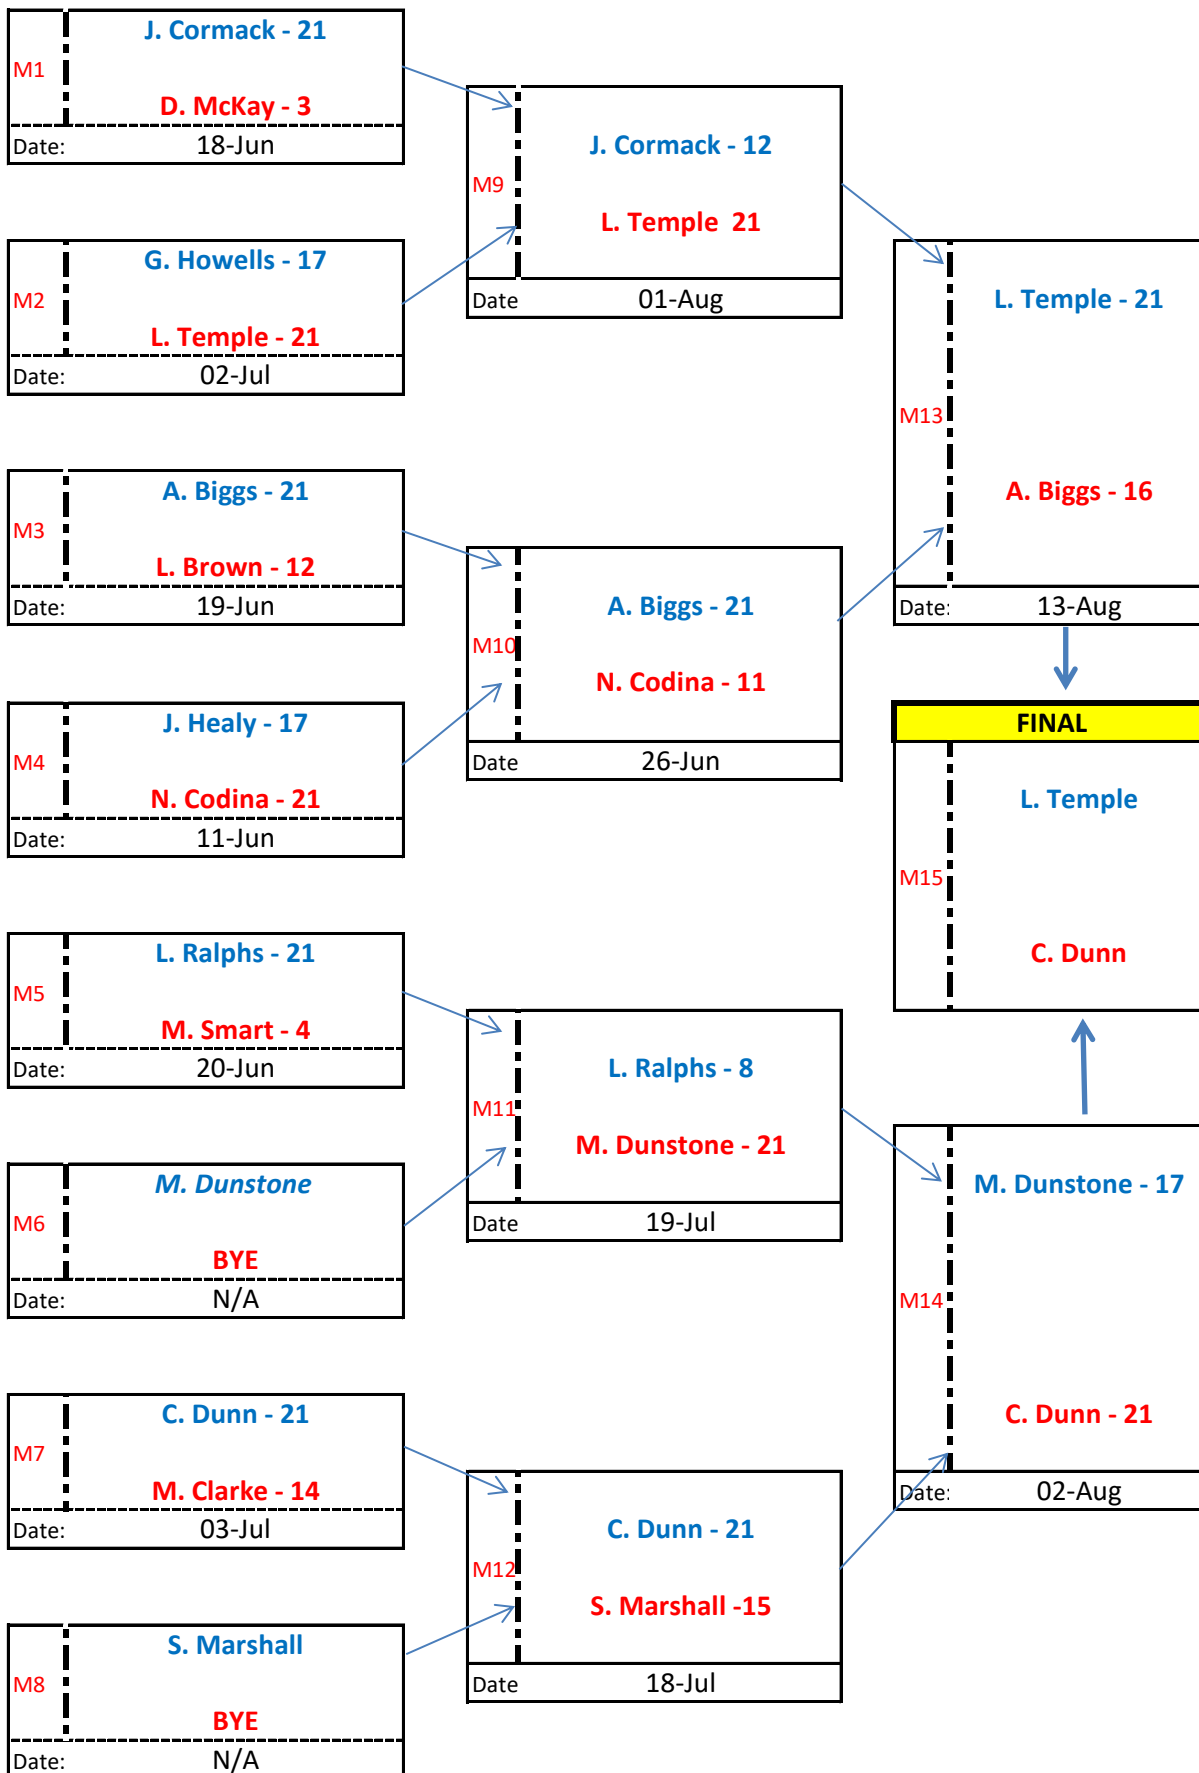 J. Cormack - 21
M1
D. McKay - 3
Date: 18-Jun
G. Howells - 17
M2
L. Temple - 21
Date: 02-Jul
A. Biggs - 21
M3
L. Brown - 12
Date: 19-Jun
J. Healy - 17
M4
N. Codina - 21
Date: 11-Jun
L. Ralphs - 21
M5
M. Smart - 4
Date: 20-Jun
M. Dunstone
M6
BYE
Date: N/A
C. Dunn - 21
M7
M. Clarke - 14
Date: 03-Jul
S. Marshall
M8
BYE
Date: N/A
J. Cormack - 12
M9
L. Temple 21
Date 01-Aug
A. Biggs - 21
M10
N. Codina - 11
Date 26-Jun
L. Ralphs - 8
M11
M. Dunstone - 21
Date 19-Jul
C. Dunn - 21
M12
S. Marshall -15
Date 18-Jul
L. Temple - 21
M13
A. Biggs - 16
Date: 13-Aug
FINAL
L. Temple
M15
C. Dunn
M. Dunstone - 17
M14
C. Dunn - 21
Date: 02-Aug